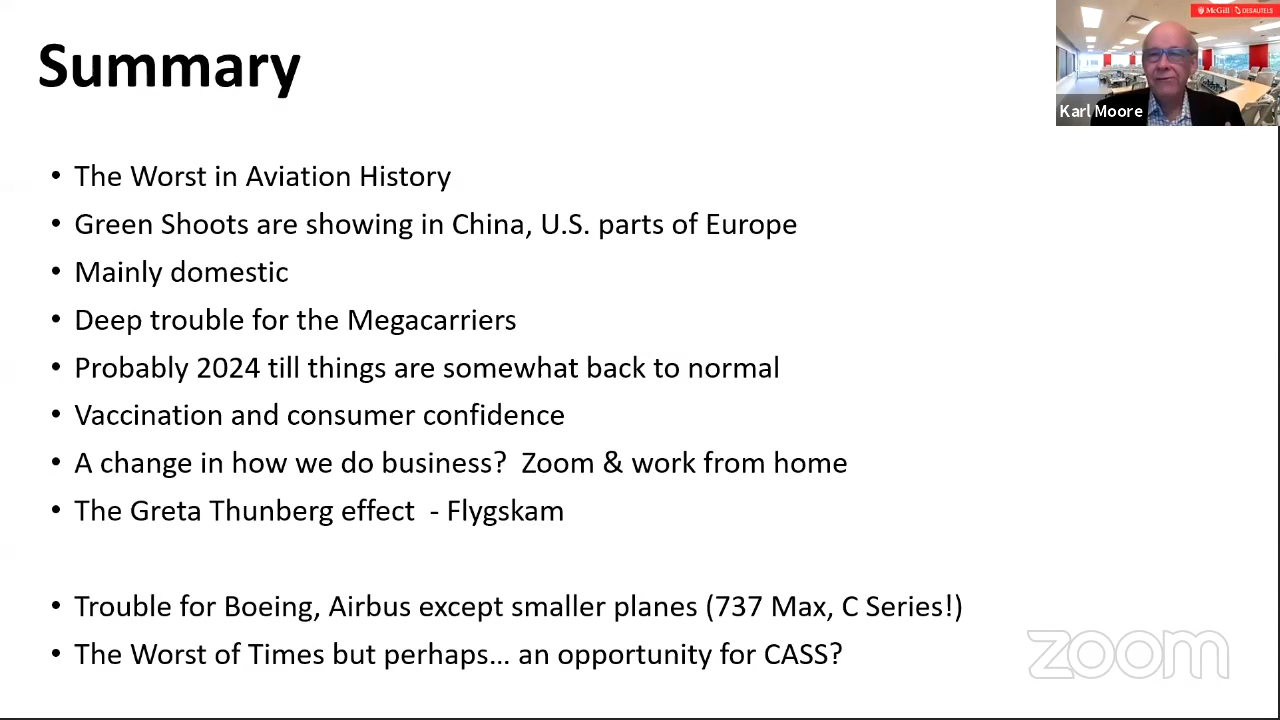 Summary
McGill DESAUTELS
Karl Moore
• The Worst in Aviation History
• Green Shoots are showing in China, U.S. parts of Europe
• Mainly domestic
• Deep trouble for the Megacarriers
• Probably 2024 till things are somewhat back to normal
• Vaccination and consumer confidence
• A change in how we do business?  Zoom & work from home
• The Greta Thunberg effect  - Flygskam
• Trouble for Boeing, Airbus except smaller planes (737 Max, C Series!)
• The Worst of Times but perhaps... an opportunity for CASS?
zoom